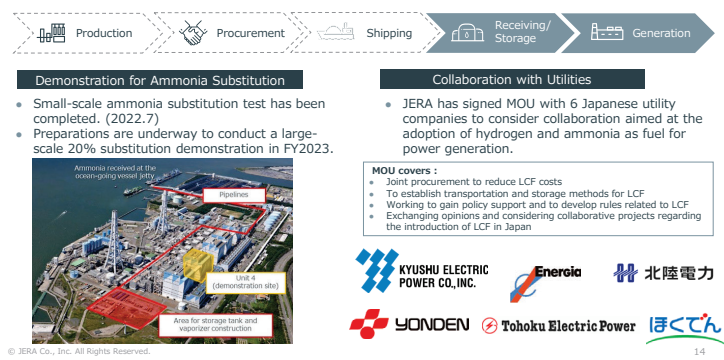 Production
Procurement
Shipping
Receiving/
Storage
Generation
Demonstration for Ammonia Substitution
• Small-scale ammonia substitution test has been
completed. (2022.7)
• Preparations are underway to conduct a large-
scale 20% substitution demonstration in FY2023.
Ammonia received at the
ocean-going vessel jetty
Pipelines
Unit 4
(demonstration site)
Area for storage tank and
vaporizer construction
Collaboration with Utilities
• JERA has signed MOU with 6 Japanese utility
companies to consider collaboration aimed at the
adoption of hydrogen and ammonia as fuel for
power generation.
MOU covers :
• Joint procurement to reduce LCF costs
• To establish transportation and storage methods for LCF
• Working to gain policy support and to develop rules related to LCF
• Exchanging opinions and considering collaborative projects regarding
the introduction of LCF in Japan
KYUSHU ELECTRIC
POWER CO.,INC.
Energia
北陸電力
YONDEN
Tohoku Electric Power
ほくでん
© JERA Co., Inc. All Rights Reserved.
14